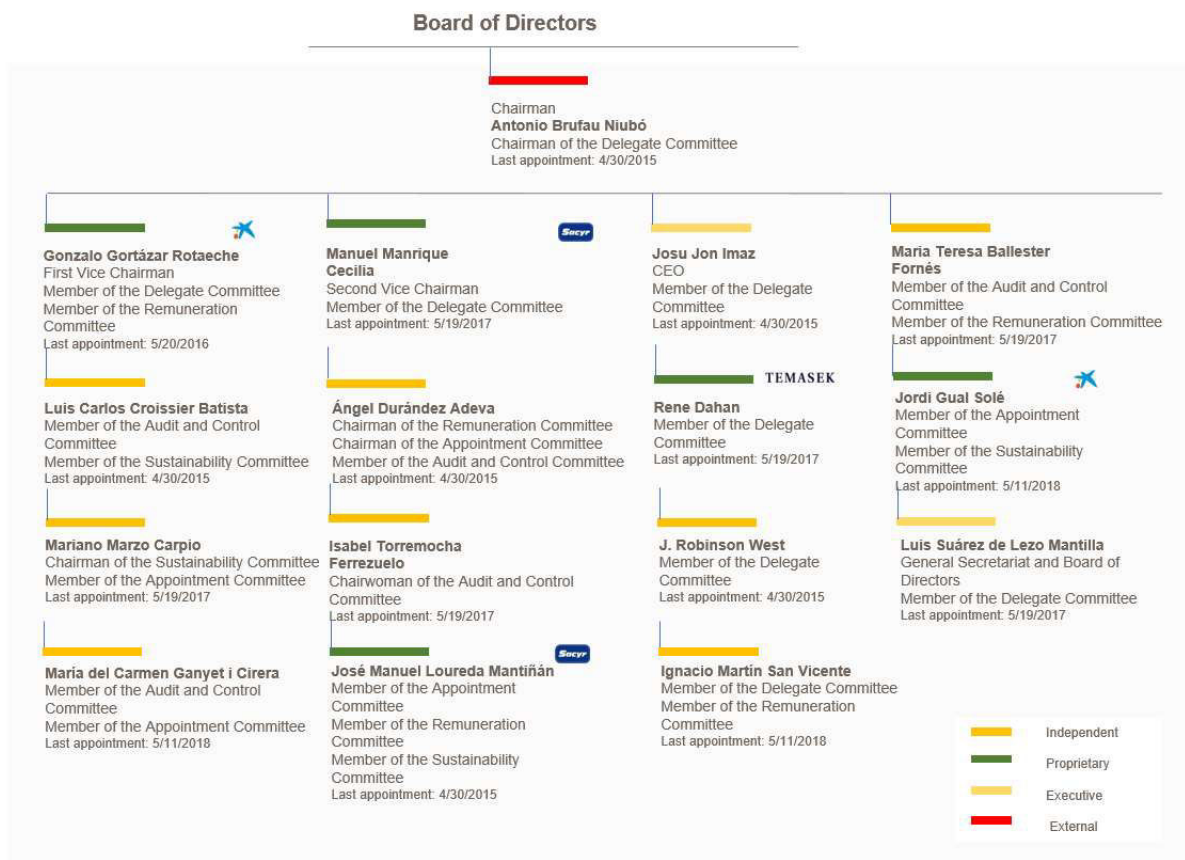 Board of Directors
Chairman
Antonio Brufau Niubó
Chairman of the Delegate Committee
Last appointment: 4/30/2015
Gonzalo Gortázar Rotaeche
First Vice Chairman
Member of the Delegate Committee
Member of the Remuneration
Committee
Last appointment: 5/20/2016
Sacyr
Manuel Manrique
Cecilia
Second Vice Chairman
Member of the Delegate Committee
Last appointment: 5/19/2017
Josu Jon Imaz
CEO
Member of the Delegate
Committee
Last appointment: 4/30/2015
Maria Teresa Ballester
Fornés
Member of the Audit and Control
Committee
Member of the Remuneration Committee
Last appointment: 5/19/2017
Luis Carlos Croissier Batista
Member of the Audit and Control
Committee
Member of the Sustainability Committee
Last appointment: 4/30/2015
Ángel Durández Adeva
Chairman of the Remuneration Committee
Chairman of the Appointment Committee
Member of the Audit and Control Committee
Last appointment: 4/30/2015
TEMASEK
Rene Dahan
Member of the Delegate
Committee
Last appointment: 5/19/2017
Jordi Gual Solé
Member of the Appointment
Committee
Member of the Sustainability
Committee
Last appointment: 5/11/2018
Mariano Marzo Carpio
Chairman of the Sustainability Committee
Member of the Appointment Committee
Last appointment: 5/19/2017
Isabel Torremocha
Ferrezuelo
Chairwoman of the Audit and Control
Committee
Last appointment: 5/19/2017
J. Robinson West
Member of the Delegate
Committee
Last appointment: 4/30/2015
Luis Suárez de Lezo Mantilla
General Secretariat and Board of
Directors
Member of the Delegate Committee
Last appointment: 5/19/2017
María del Carmen Ganyet i Cirera
Member of the Audit and Control
Committee
Member of the Appointment Committee
Last appointment: 5/11/2018
Sacyr
José Manuel Loureda Mantiñán
Member of the Appointment
Committee
Member of the Remuneration
Committee
Member of the Sustainability
Committee
Last appointment: 4/30/2015
Ignacio Martín San Vicente
Member of the Delegate Committee
Member of the Remuneration
Committee
Last appointment: 5/11/2018
Independent
Proprietary
Executive
External